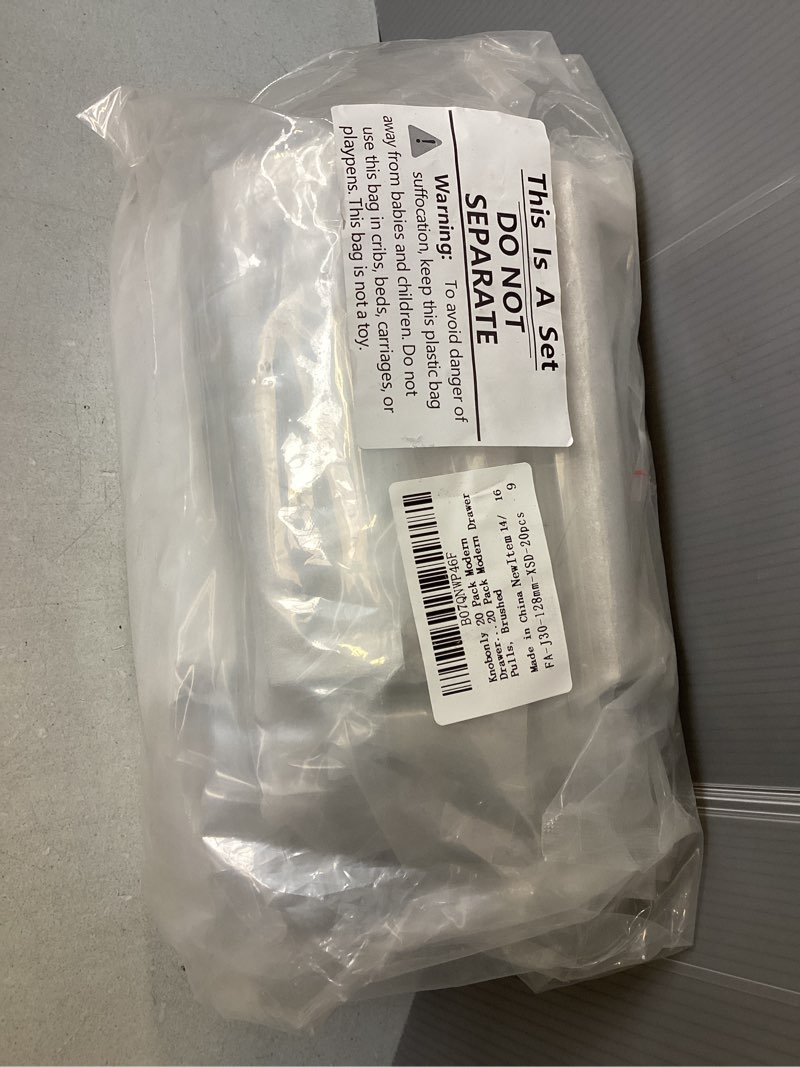 This Is A Set
DO NOT
SEPARATE
Warning: To avoid danger of
suffocation, keep this plastic bag
away from babies and children. Do not
use this bag in cribs, beds, carriages, or
playpens. This bag is not a toy.
B07QNWP46F
Knobonly 20 Pack Modern
Drawer...20 Pack Modern Drawer
Pulls, Brushed
Made in China NewItem 14/ 16
FA-J30-128mm-XSD-20pcs 9